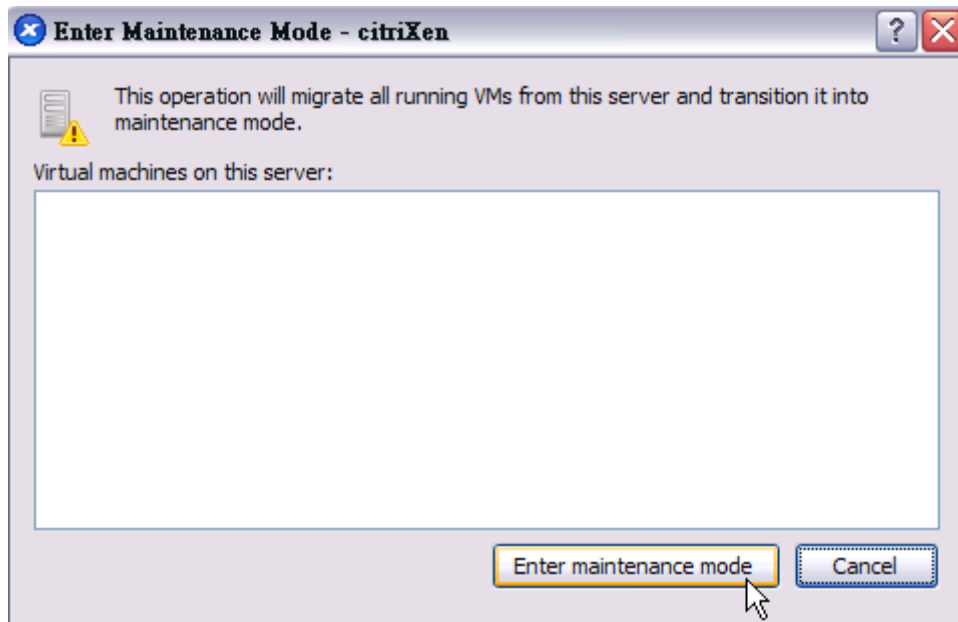 Enter Maintenance Mode - citriXen
This operation will migrate all running VMs from this server and transition it into
maintenance mode.
Virtual machines on this server:
Enter maintenance mode
Cancel